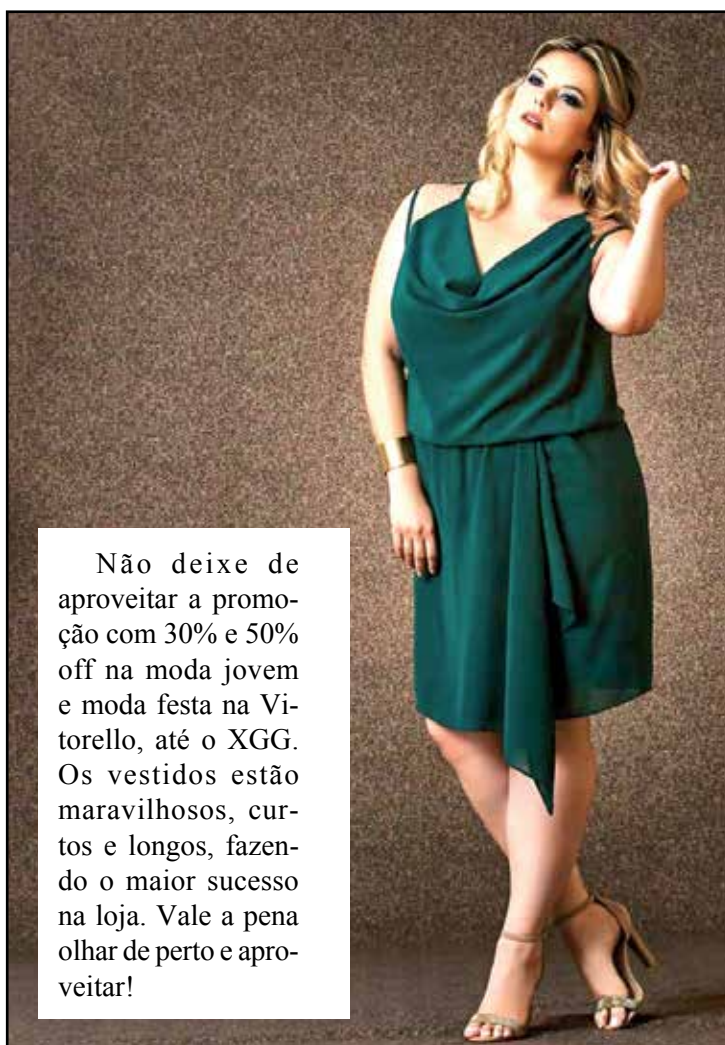 Não deixe de
aproveitar a promo-
ção com 30% e 50%
off na moda jovem
e moda festa na Vi-
torello, até o XGG.
Os vestidos estão
maravilhosos, cur-
tos e longos, fazen-
do o maior sucesso
na loja. Vale a pena
olhar de perto e apro-
veitar!